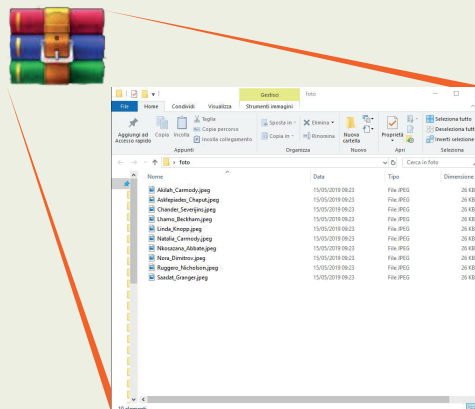 Gestisci foto
File Home Condividi Visualizza Strumenti immagini
Aggiungi ad Accesso rapido
Copia
Incolla
Taglia
Copia percorso
Incolla collegamento
Sposta in
Copia in
Elimina
Rinomina
Nuova cartella
Proprietà
Seleziona tutto
Deseleziona tutto
Inverti selezione
Appunti Organizza Nuovo Apri Seleziona
foto Cerca in foto
Nome Data Tipo Dimensione
Akilah_Carmody.jpeg 15/05/2019 09:23 File JPEG 26 KB
Asklepiades_Chaput.jpeg 15/05/2019 09:23 File JPEG 26 KB
Chander_Severijns.jpeg 15/05/2019 09:23 File JPEG 26 KB
Lhamo_Beckham.jpeg 15/05/2019 09:23 File JPEG 26 KB
Linda_Knopp.jpeg 15/05/2019 09:23 File JPEG 26 KB
Natalia_Carmody.jpeg 15/05/2019 09:23 File JPEG 26 KB
Nkosazana_Abbate.jpeg 15/05/2019 09:23 File JPEG 26 KB
Nora_Dimitrov.jpeg 15/05/2019 09:23 File JPEG 26 KB
Ruggero_Nicholson.jpeg 15/05/2019 09:23 File JPEG 26 KB
Saadat_Granger.jpeg 15/05/2019 09:23 File JPEG 26 KB
10 elementi